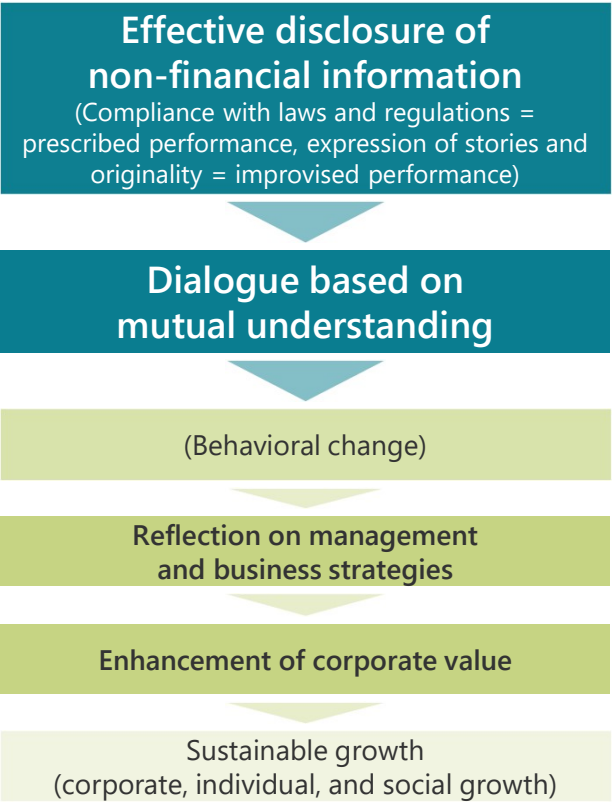 Effective disclosure of
non-financial information
(Compliance with laws and regulations =
prescribed performance, expression of stories and
originality = improvised performance)
Dialogue based on
mutual understanding
(Behavioral change)
Reflection on management
and business strategies
Enhancement of corporate value
Sustainable growth
(corporate, individual, and social growth)